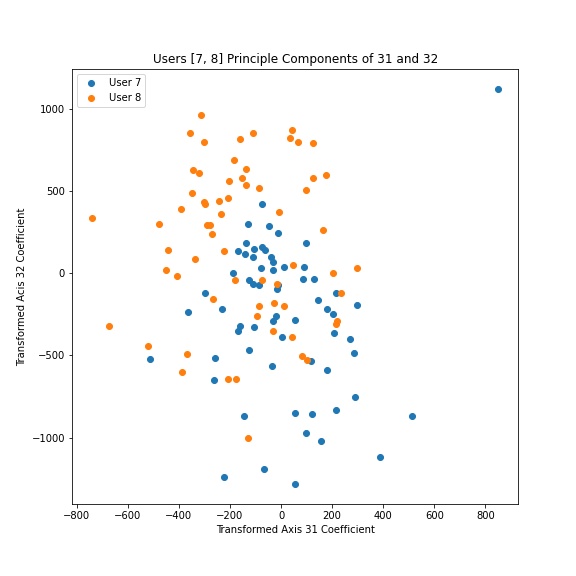 Users [7, 8] Principle Components of 31 and 32
User 7
User 8
Transformed Acis 32 Coefficient
1000
500
0
−500
−1000
−800 −600 −400 −200 0 200 400 600 800
Transformed Axis 31 Coefficient